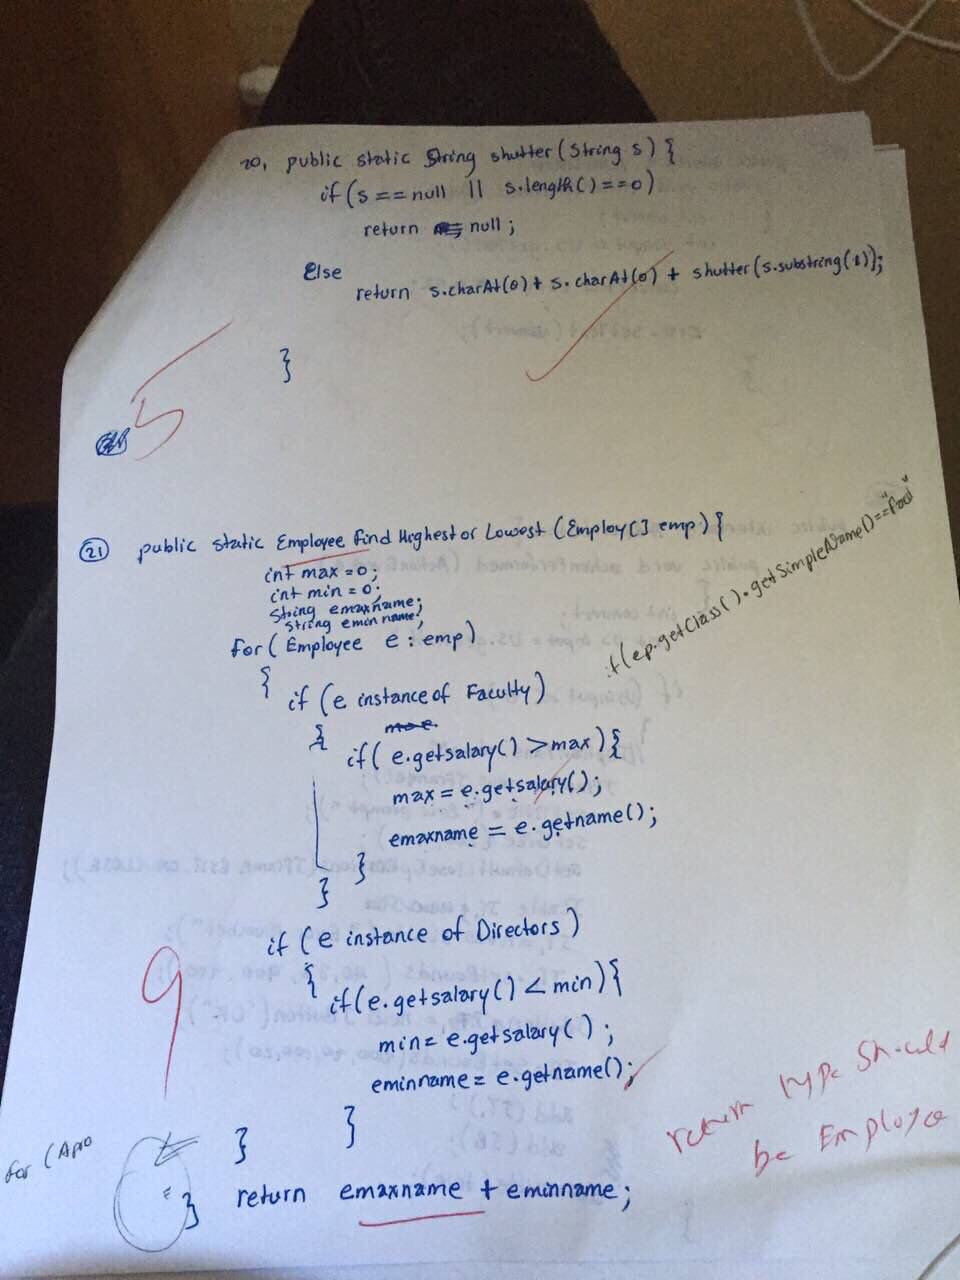 20, public static String shutter (String s) {
if (s == null || s.length() == 0)
return null;
Else
return s.charAt(0) + s.charAt(0) + shutter(s.substring(1));
}
5
21 public static Employee find Highest or Lowest (Employ[] emp) {
int max = 0;
int min = 0;
String emaxname;
String eminname;
for (Employee e : emp)
if (ep.getClass().getSimpleName() == "
{
if (e instance of Faculty)
{
if (e.getsalary() > max) {
max = e.getsalary();
emaxname = e.getname();
}
}
if (e instance of Directors)
{
if (e.getsalary() < min) {
min = e.getsalary();
eminname = e.getname();
9
return type Should
be Employee
}
}
for (
} return emaxname + eminname;